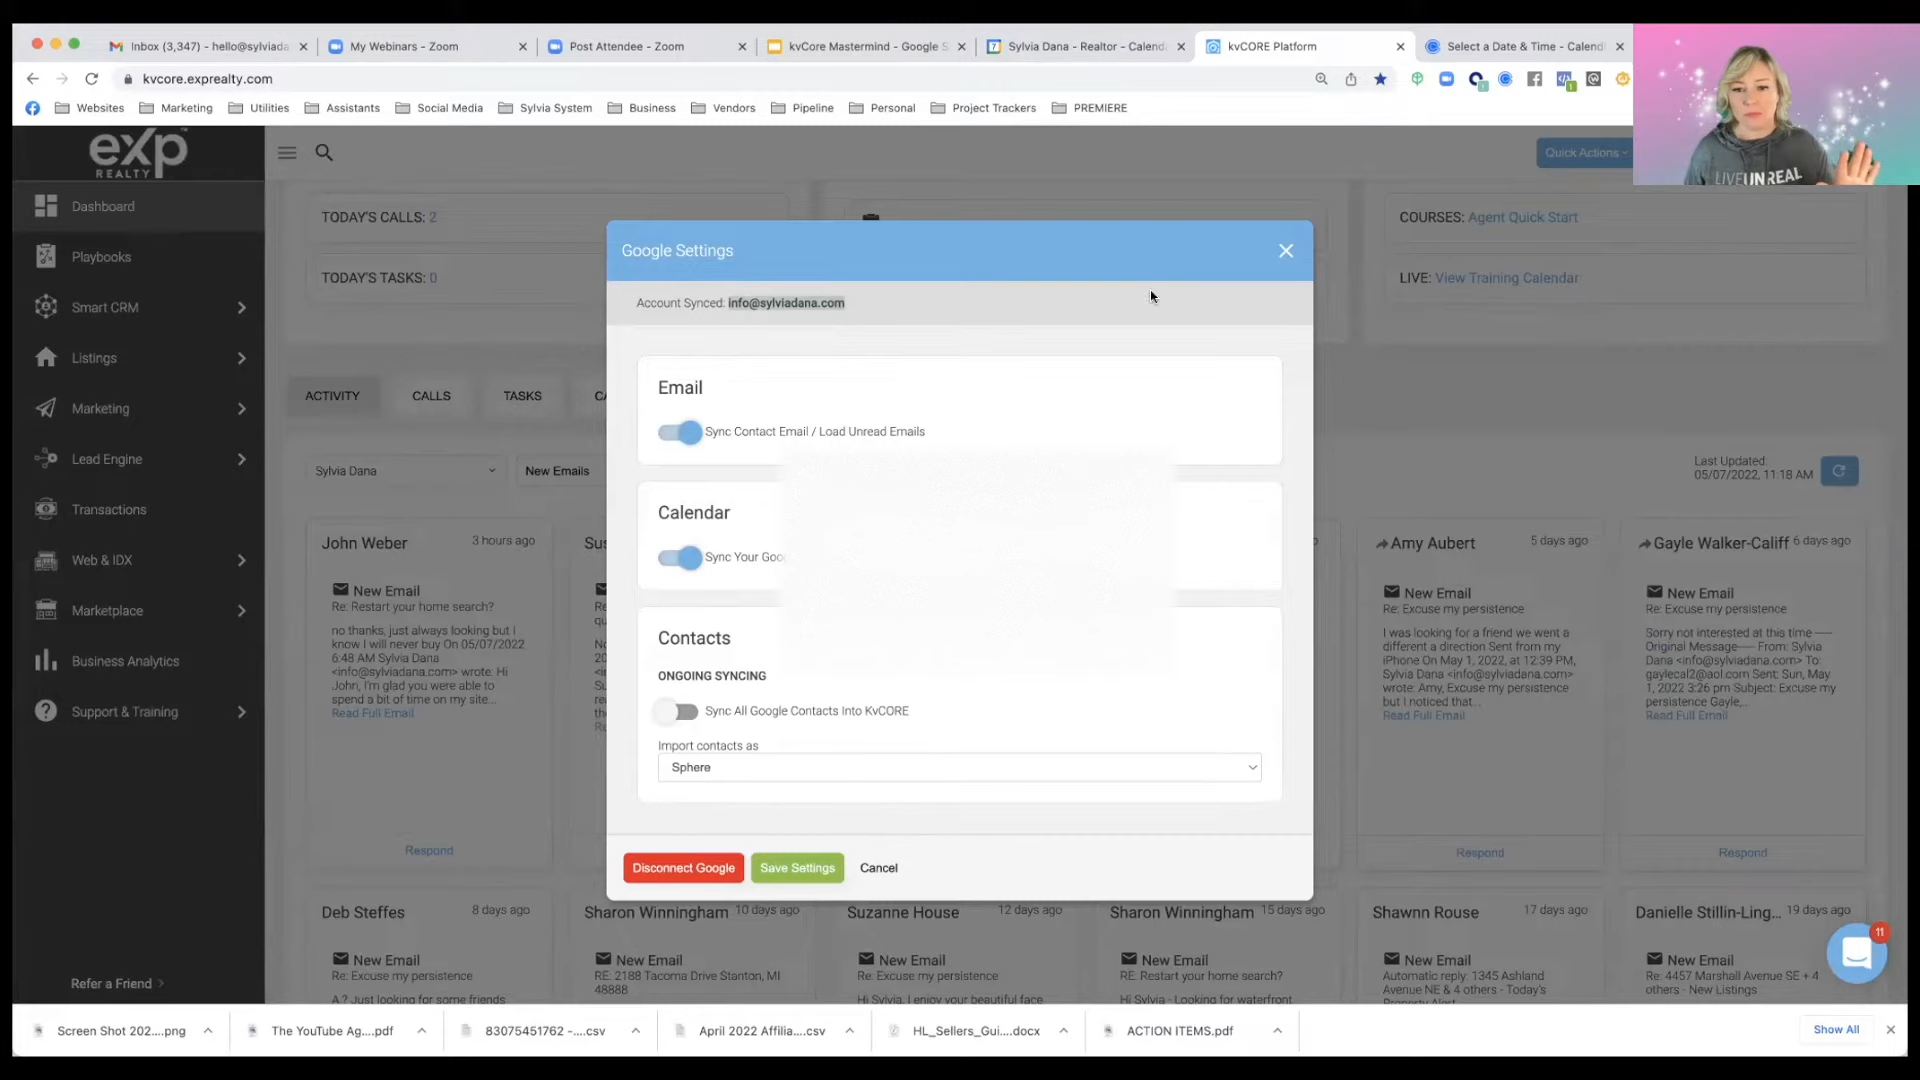 Inbox (3,347) - hello@sylviada
My Webinars - Zoom
Post Attendee - Zoom
kvCore Mastermind - Google S
Sylvia Dana - Realtor - Calenda
kvCORE Platform
Select a Date & Time - Calend
kvcore.exprealty.com
Websites
Marketing
Utilities
Assistants
Social Media
Sylvia System
Business
Vendors
Pipeline
Personal
Project Trackers
PREMIERE
exp
REALTY
Quick Actions
LIVEUNREAL
Dashboard
Playbooks
Smart CRM
Listings
Marketing
Lead Engine
Transactions
Web & IDX
Marketplace
Business Analytics
Support & Training
Refer a Friend
TODAY'S CALLS: 2
TODAY'S TASKS: 0
COURSES: Agent Quick Start
LIVE: View Training Calendar
ACTIVITY
CALLS
TASKS
CA
Sylvia Dana
New Emails
Last Updated:
05/07/2022, 11:18 AM
Google Settings
Account Synced: info@sylviadana.com
Email
Sync Contact Email / Load Unread Emails
Calendar
Sync Your Goo
Contacts
ONGOING SYNCING
Sync All Google Contacts Into KvCORE
Import contacts as
Sphere
Disconnect Google
Save Settings
Cancel
John Weber
3 hours ago
New Email
Re: Restart your home search?
no thanks, just always looking but I
know I will never buy On 05/07/2022
6:48 AM Sylvia Dana
<info@sylviadana.com> wrote: Hi
John, I'm glad you were able to
spend a bit of time on my site...
Read Full Email
Respond
Sus
Amy Aubert
5 days ago
New Email
Re: Excuse my persistence
I was looking for a friend we went a
different a direction Sent from my
iPhone On May 1, 2022, at 12:39 PM,
Sylvia Dana <info@sylviadana.com>
wrote: Amy, Excuse my persistence
but I noticed that...
Read Full Email
Respond
Gayle Walker-Califf
6 days ago
New Email
Re: Excuse my persistence
Sorry not interested at this time -----
Original Message----- From: Sylvia
Dana <info@sylviadana.com> To:
gaylecal2@aol.com Sent: Sun, May
1, 2022 3:26 pm Subject: Excuse my
persistence Gayle,...
Read Full Email
Respond
Deb Steffes
8 days ago
New Email
Re: Excuse my persistence
A ? Just looking for some friends
Sharon Winningham
10 days ago
New Email
RE: 2188 Tacoma Drive Stanton, MI
48888
Suzanne House
12 days ago
New Email
Re: Excuse my persistence
Hi Sylvia, I enjoy your beautiful face
Sharon Winningham
15 days ago
New Email
RE: Restart your home search?
Hi Sylvia - Looking for waterfront
Shawnn Rouse
17 days ago
New Email
Automatic reply: 1345 Ashland
Avenue NE & 4 others - Today's
Property Alert
Danielle Stillin-Ling...
19 days ago
New Email
Re: 4457 Marshall Avenue SE + 4
others - New Listings
11
Screen Shot 202....png
The YouTube Ag....pdf
83075451762 -....csv
April 2022 Affilia....csv
HL_Sellers_Gui....docx
ACTION ITEMS.pdf
Show All